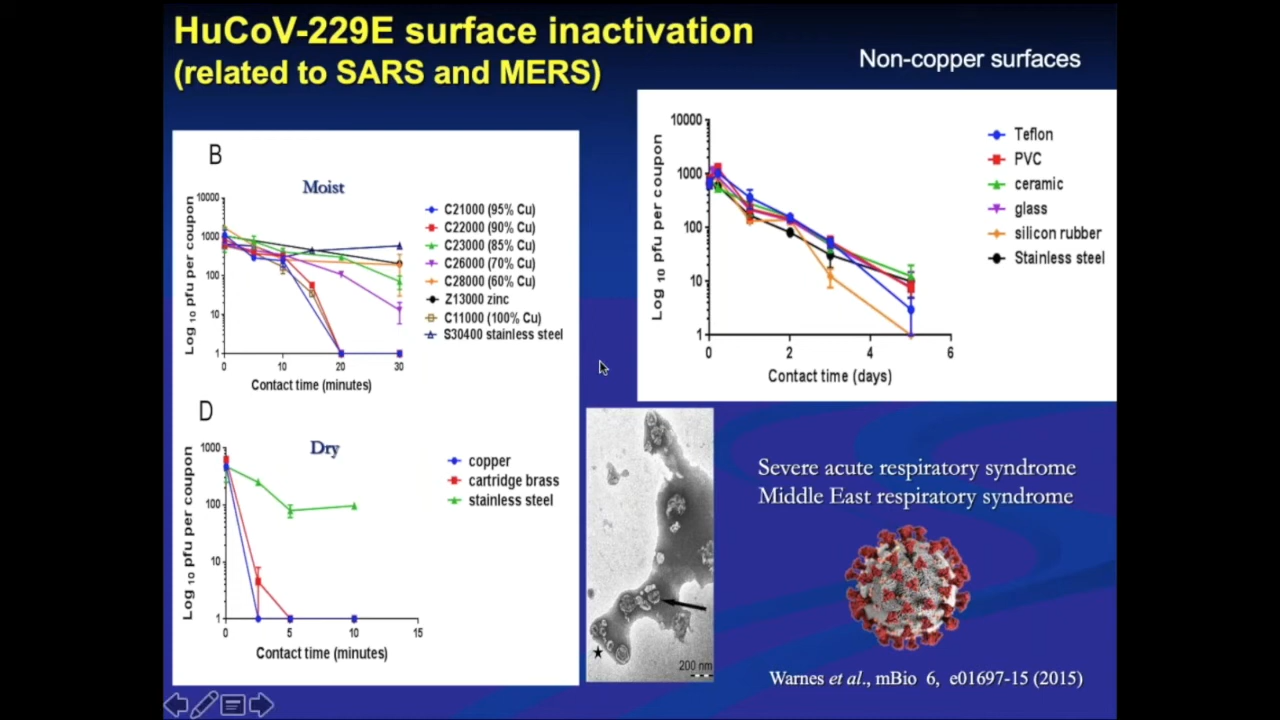 HuCoV-229E surface inactivation
(related to SARS and MERS)
Non-copper surfaces
B
Moist
Log 10 pfu per coupon
10000
1000
100
10
1
0
10
20
30
Contact time (minutes)
C21000 (95% Cu)
C22000 (90% Cu)
C23000 (85% Cu)
C26000 (70% Cu)
C28000 (60% Cu)
Z13000 zinc
C11000 (100% Cu)
S30400 stainless steel
D
Dry
Log 10 pfu per coupon
1000
100
10
1
0
5
10
15
Contact time (minutes)
copper
cartridge brass
stainless steel
Log 10 pfu per coupon
10000
1000
100
10
1
0
2
4
6
Contact time (days)
Teflon
PVC
ceramic
glass
silicon rubber
Stainless steel
200 nm
Severe acute respiratory syndrome
Middle East respiratory syndrome
Warnes et al., mBio 6, e01697-15 (2015)